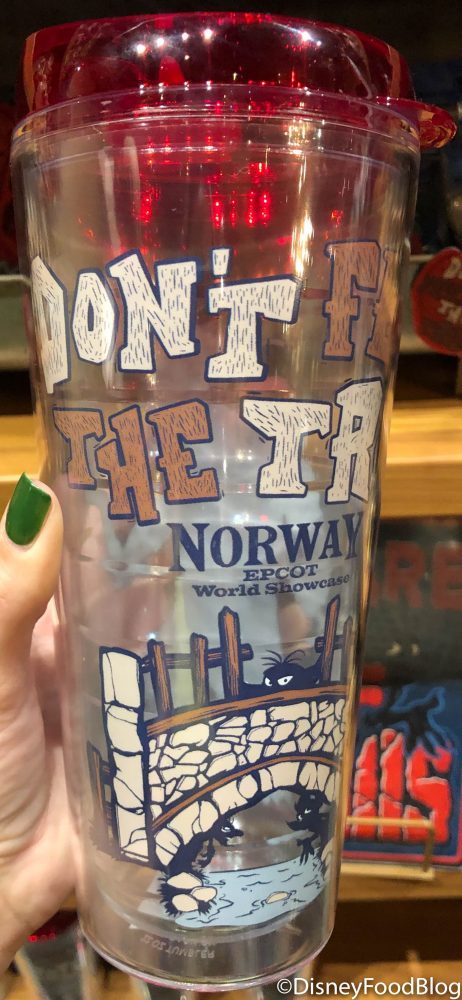 DON'T F
THE TR
NORWAY
EPCOT
World Showcase
©DisneyFoodBlog